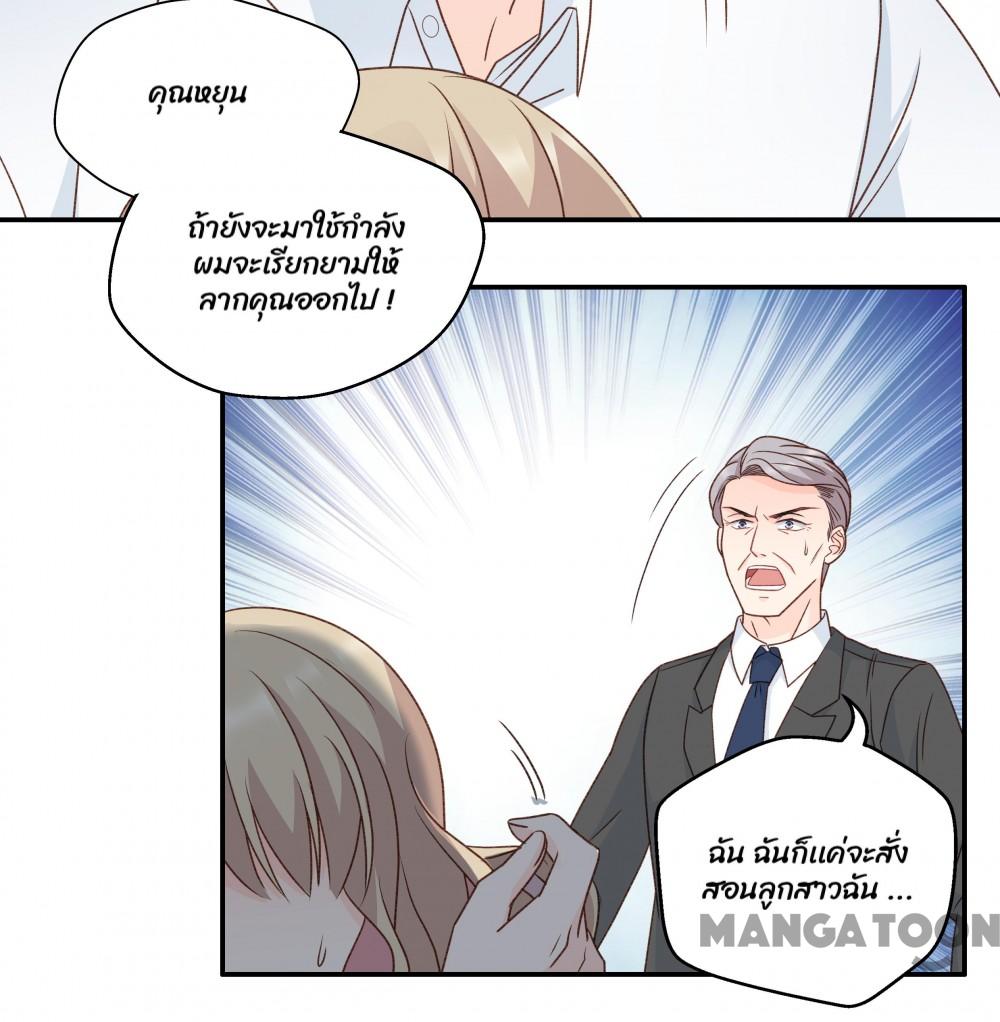 คุณหยุน
ถ้ายังจะมาใช้กำลัง
ผมจะเรียกยามให้
ลากคุณออกไป !
ฉัน ฉันก็แค่จะสั่ง
สอนลูกสาวฉัน ...
MANGATOON